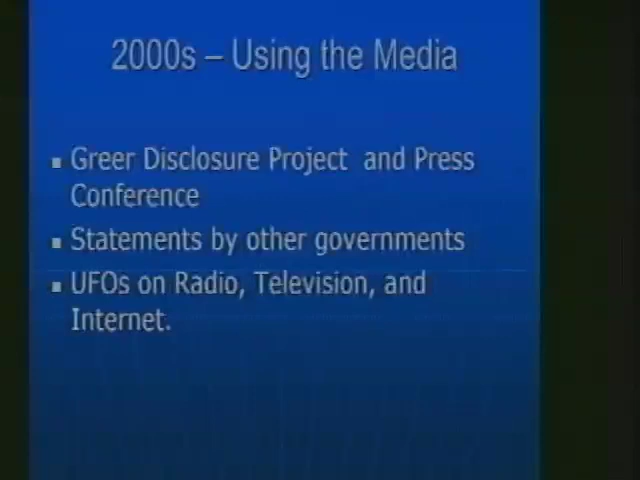 2000s – Using the Media
▪ Greer Disclosure Project and Press
Conference
▪ Statements by other governments
▪ UFOs on Radio, Television, and
Internet.